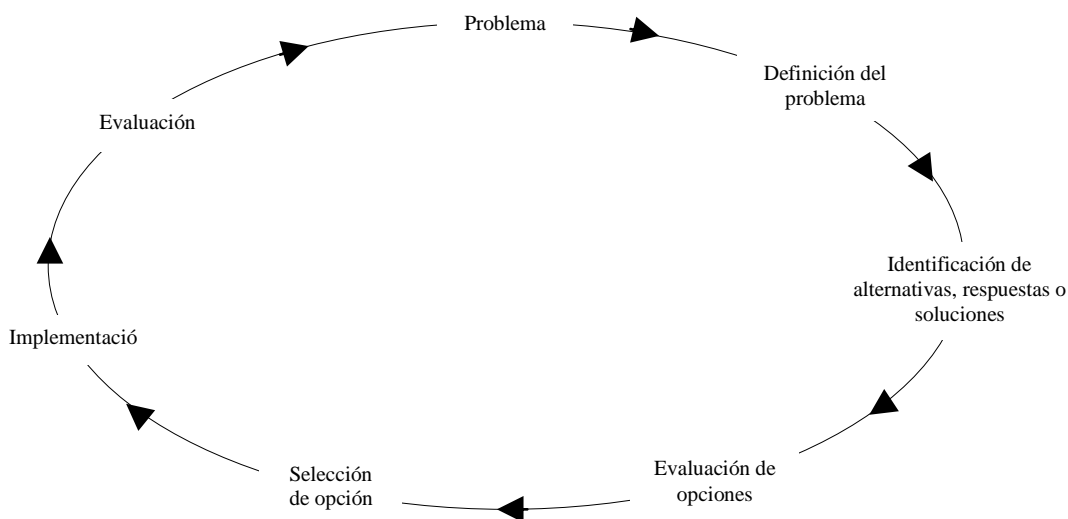 Problema
Definición del
problema
Identificación de
alternativas, respuestas o
soluciones
Evaluación de
opciones
Selección
de opción
Implementació
Evaluación